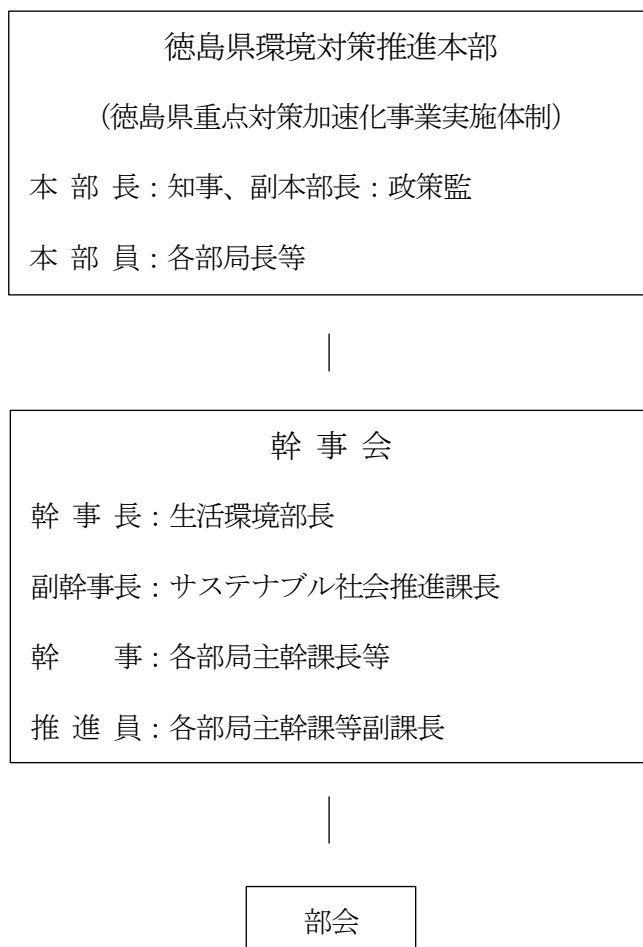 徳島県環境対策推進本部
（徳島県重点対策加速化事業実施体制）
本 部 長：知事、副本部長：政策監
本 部 員：各部局長等
幹 事 会
幹 事 長：生活環境部長
副幹事長：サステナブル社会推進課長
幹　　事：各部局主幹課長等
推 進 員：各部局主幹課等副課長
部会